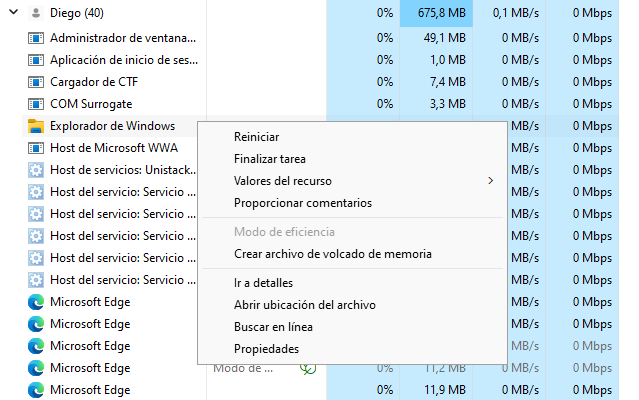 Diego (40) 0% 675,8 MB 0,1 MB/s 0 Mbps
Administrador de ventana... 0% 49,1 MB 0 MB/s 0 Mbps
Aplicación de inicio de ses... 0% 1,0 MB 0 MB/s 0 Mbps
Cargador de CTF 0% 7,4 MB 0 MB/s 0 Mbps
COM Surrogate 0% 3,3 MB 0 MB/s 0 Mbps
Explorador de Windows MB/s 0 Mbps
Reiniciar
Host de Microsoft WWA MB/s 0 Mbps
Finalizar tarea
Host de servicios: Unistack... MB/s 0 Mbps
Valores del recurso
Host del servicio: Servicio ... MB/s 0 Mbps
Proporcionar comentarios
Host del servicio: Servicio ... MB/s 0 Mbps
Modo de eficiencia
Host del servicio: Servicio ... MB/s 0 Mbps
Crear archivo de volcado de memoria
Host del servicio: Servicio ... MB/s 0 Mbps
Host del servicio: Servicio ... MB/s 0 Mbps
Ir a detalles
Microsoft Edge MB/s 0 Mbps
Abrir ubicación del archivo
Microsoft Edge MB/s 0 Mbps
Buscar en línea
Microsoft Edge MB/s 0 Mbps
Propiedades
Microsoft Edge Modo de ... 0% 11,2 MB 0 MB/s 0 Mbps
Microsoft Edge 0% 11,9 MB 0 MB/s 0 Mbps